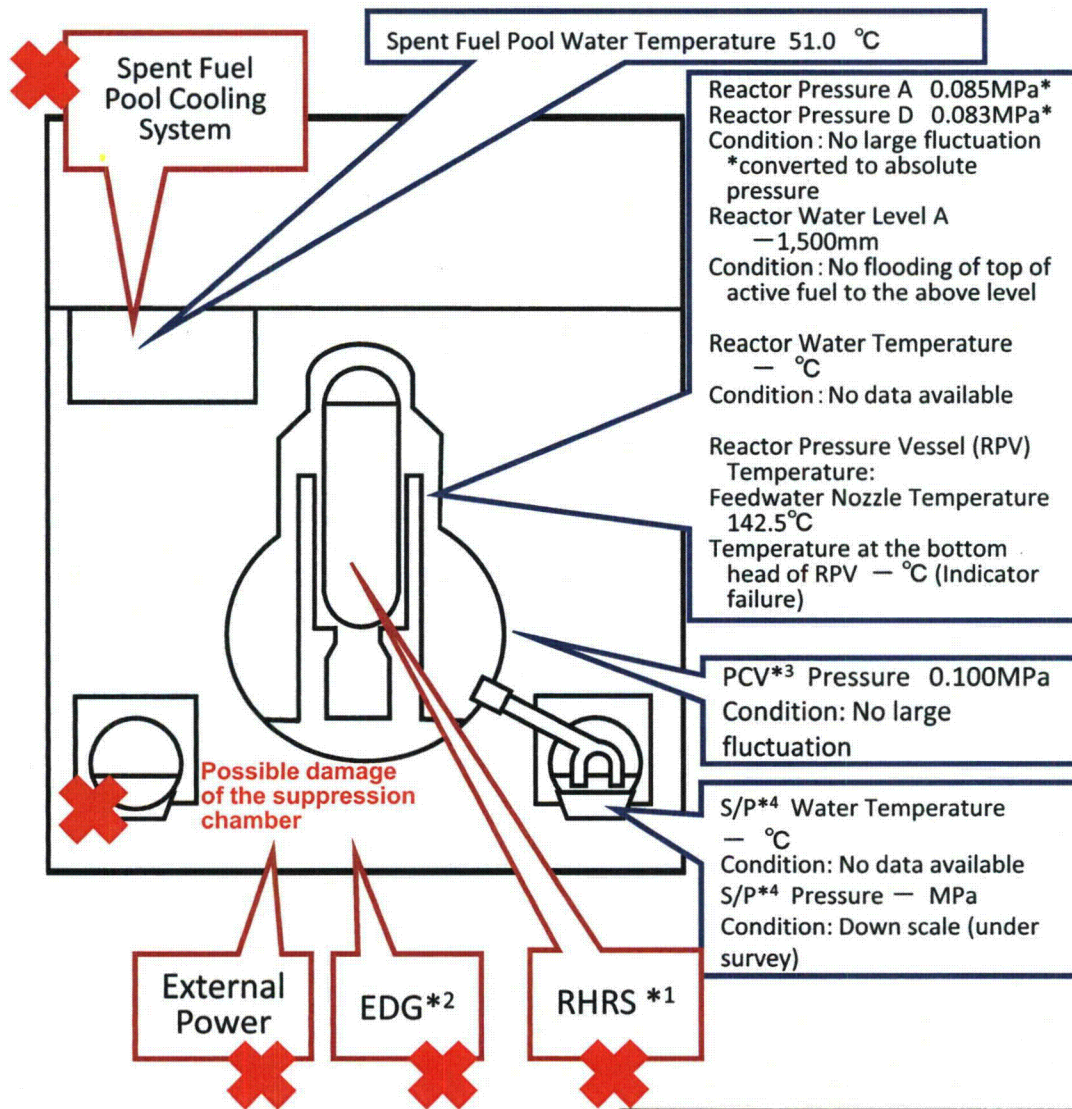 Spent Fuel Pool Water Temperature 51.0 ℃
Spent Fuel
Pool Cooling
System
Reactor Pressure A 0.085MPa*
Reactor Pressure D 0.083MPa*
Condition : No large fluctuation
*converted to absolute
pressure
Reactor Water Level A
－1,500mm
Condition : No flooding of top of
active fuel to the above level
Reactor Water Temperature
－ ℃
Condition : No data available
Reactor Pressure Vessel (RPV)
Temperature:
Feedwater Nozzle Temperature
142.5℃
Temperature at the bottom
head of RPV － ℃ (Indicator
failure)
PCV*3 Pressure 0.100MPa
Condition: No large
fluctuation
Possible damage
of the suppression
chamber
S/P*4 Water Temperature
－ ℃
Condition: No data available
S/P*4 Pressure － MPa
Condition: Down scale (under
survey)
External
Power
EDG*2
RHRS *1